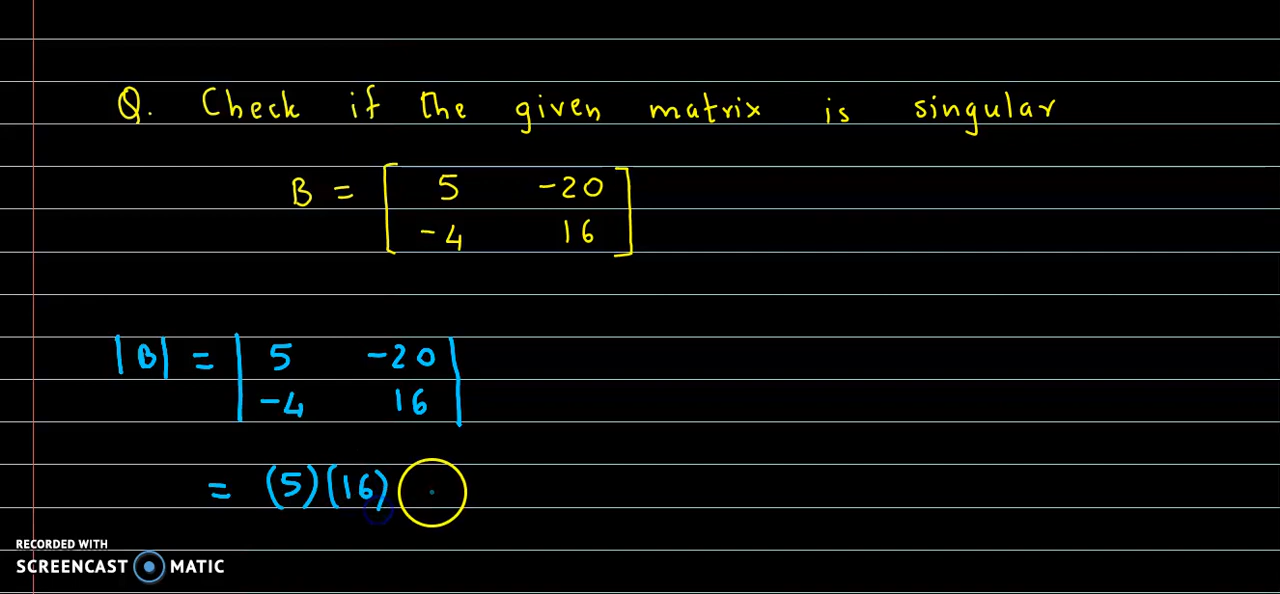 Q. Check if the given matrix is singular
B = [ 5 -20
-4 16 ]
|B| = | 5 -20
-4 16 |
= (5)(16)
RECORDED WITH
SCREENCAST MATIC